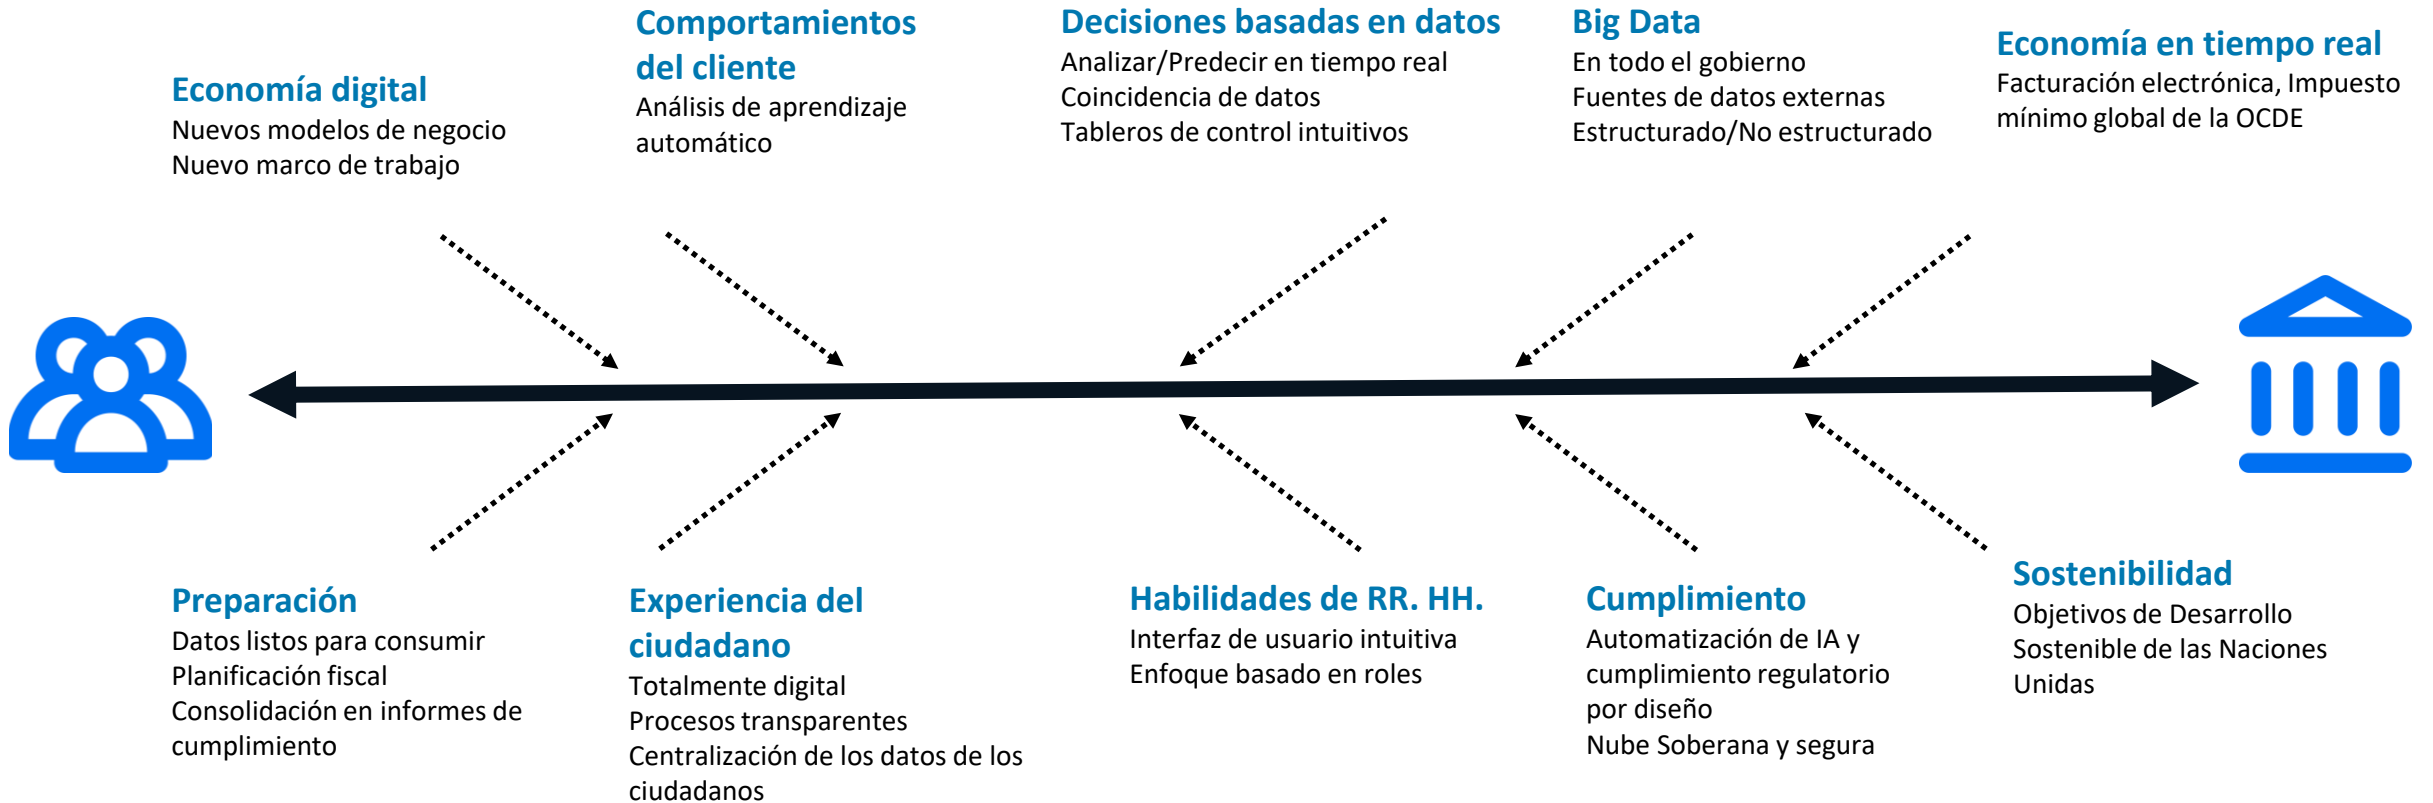 Economía digital
Nuevos modelos de negocio
Nuevo marco de trabajo
Comportamientos
del cliente
Análisis de aprendizaje
automático
Decisiones basadas en datos
Analizar/Predecir en tiempo real
Coincidencia de datos
Tableros de control intuitivos
Big Data
En todo el gobierno
Fuentes de datos externas
Estructurado/No estructurado
Economía en tiempo real
Facturación electrónica, Impuesto
mínimo global de la OCDE
Preparación
Datos listos para consumir
Planificación fiscal
Consolidación en informes de
cumplimiento
Experiencia del
ciudadano
Totalmente digital
Procesos transparentes
Centralización de los datos de los
ciudadanos
Habilidades de RR. HH.
Interfaz de usuario intuitiva
Enfoque basado en roles
Cumplimiento
Automatización de IA y
cumplimiento regulatorio
por diseño
Nube Soberana y segura
Sostenibilidad
Objetivos de Desarrollo
Sostenible de las Naciones
Unidas